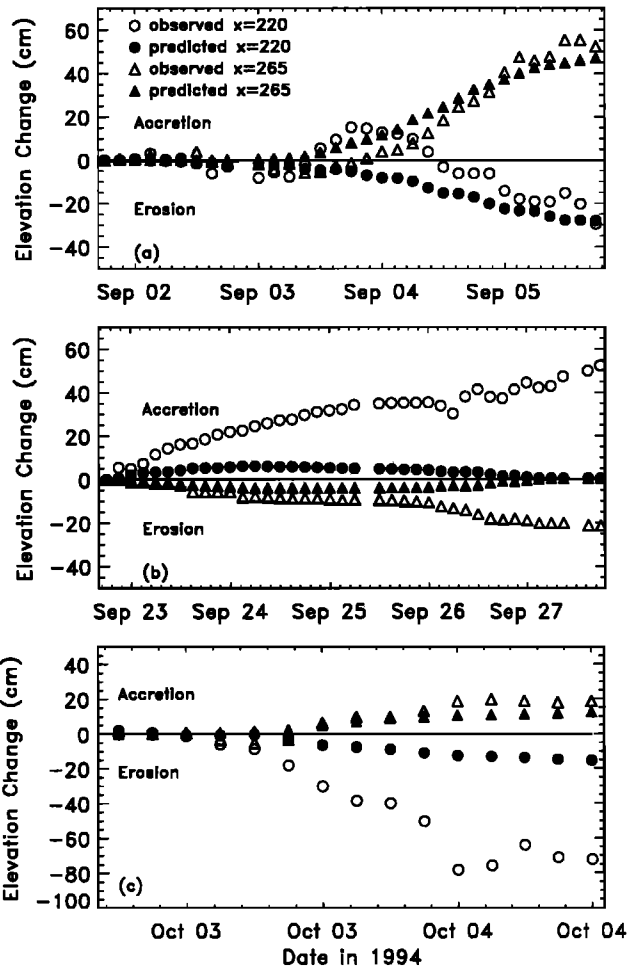 Elevation Change (cm)
60
40
20
0
-20
-40
○ observed x=220
● predicted x=220
△ observed x=265
▲ predicted x=265
Accretion
Erosion
(a)
Sep 02 Sep 03 Sep 04 Sep 05
Elevation Change (cm)
60
40
20
0
-20
-40
Accretion
Erosion
(b)
Sep 23 Sep 24 Sep 25 Sep 26 Sep 27
Elevation Change (cm)
40
20
0
-20
-40
-60
-80
-100
Accretion
Erosion
(c)
Oct 03 Oct 03 Oct 04 Oct 04
Date in 1994